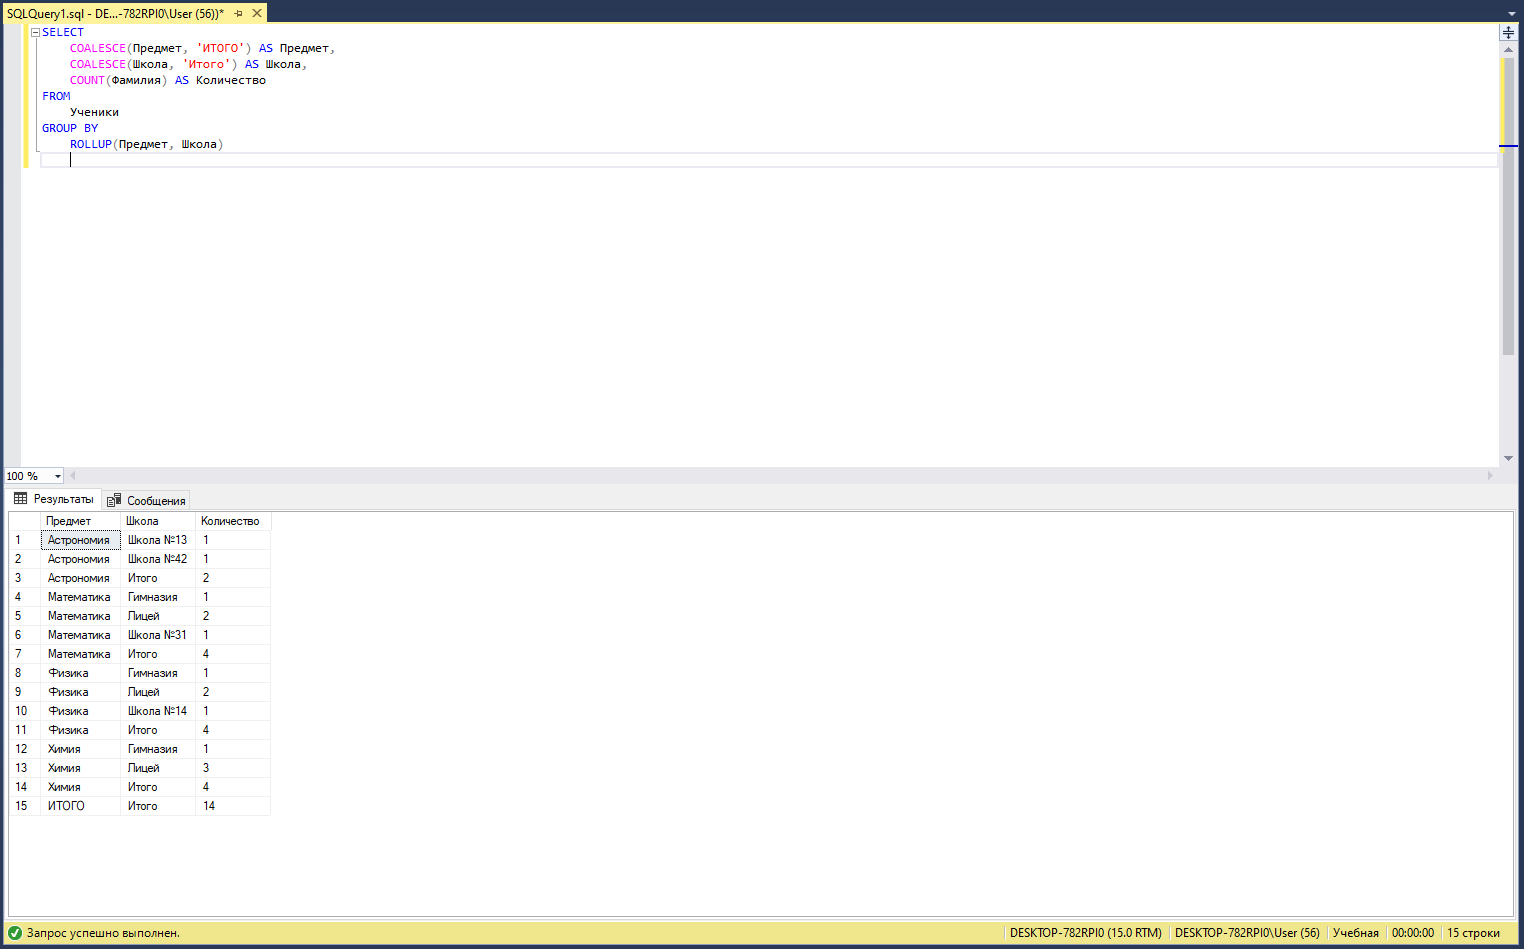 SQLQuery1.sql - DE...-782RPI0\User (56))*
SELECT
COALESCE(Предмет, 'ИТОГО') AS Предмет,
COALESCE(Школа, 'Итого') AS Школа,
COUNT(Фамилия) AS Количество
FROM
Ученики
GROUP BY
ROLLUP(Предмет, Школа)
100 %
Результаты Сообщения
Предмет Школа Количество
1 Астрономия Школа №13 1
2 Астрономия Школа №42 1
3 Астрономия Итого 2
4 Математика Гимназия 1
5 Математика Лицей 2
6 Математика Школа №31 1
7 Математика Итого 4
8 Физика Гимназия 1
9 Физика Лицей 2
10 Физика Школа №14 1
11 Физика Итого 4
12 Химия Гимназия 1
13 Химия Лицей 3
14 Химия Итого 4
15 ИТОГО Итого 14
Запрос успешно выполнен. DESKTOP-782RPI0 (15.0 RTM) DESKTOP-782RPI0\User (56) Учебная 00:00:00 15 строки